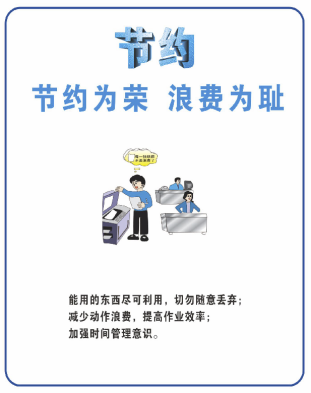 节约
节约为荣 浪费为耻
能用的东西尽可利用，切勿随意丢弃；
减少动作浪费，提高作业效率；
加强时间管理意识。